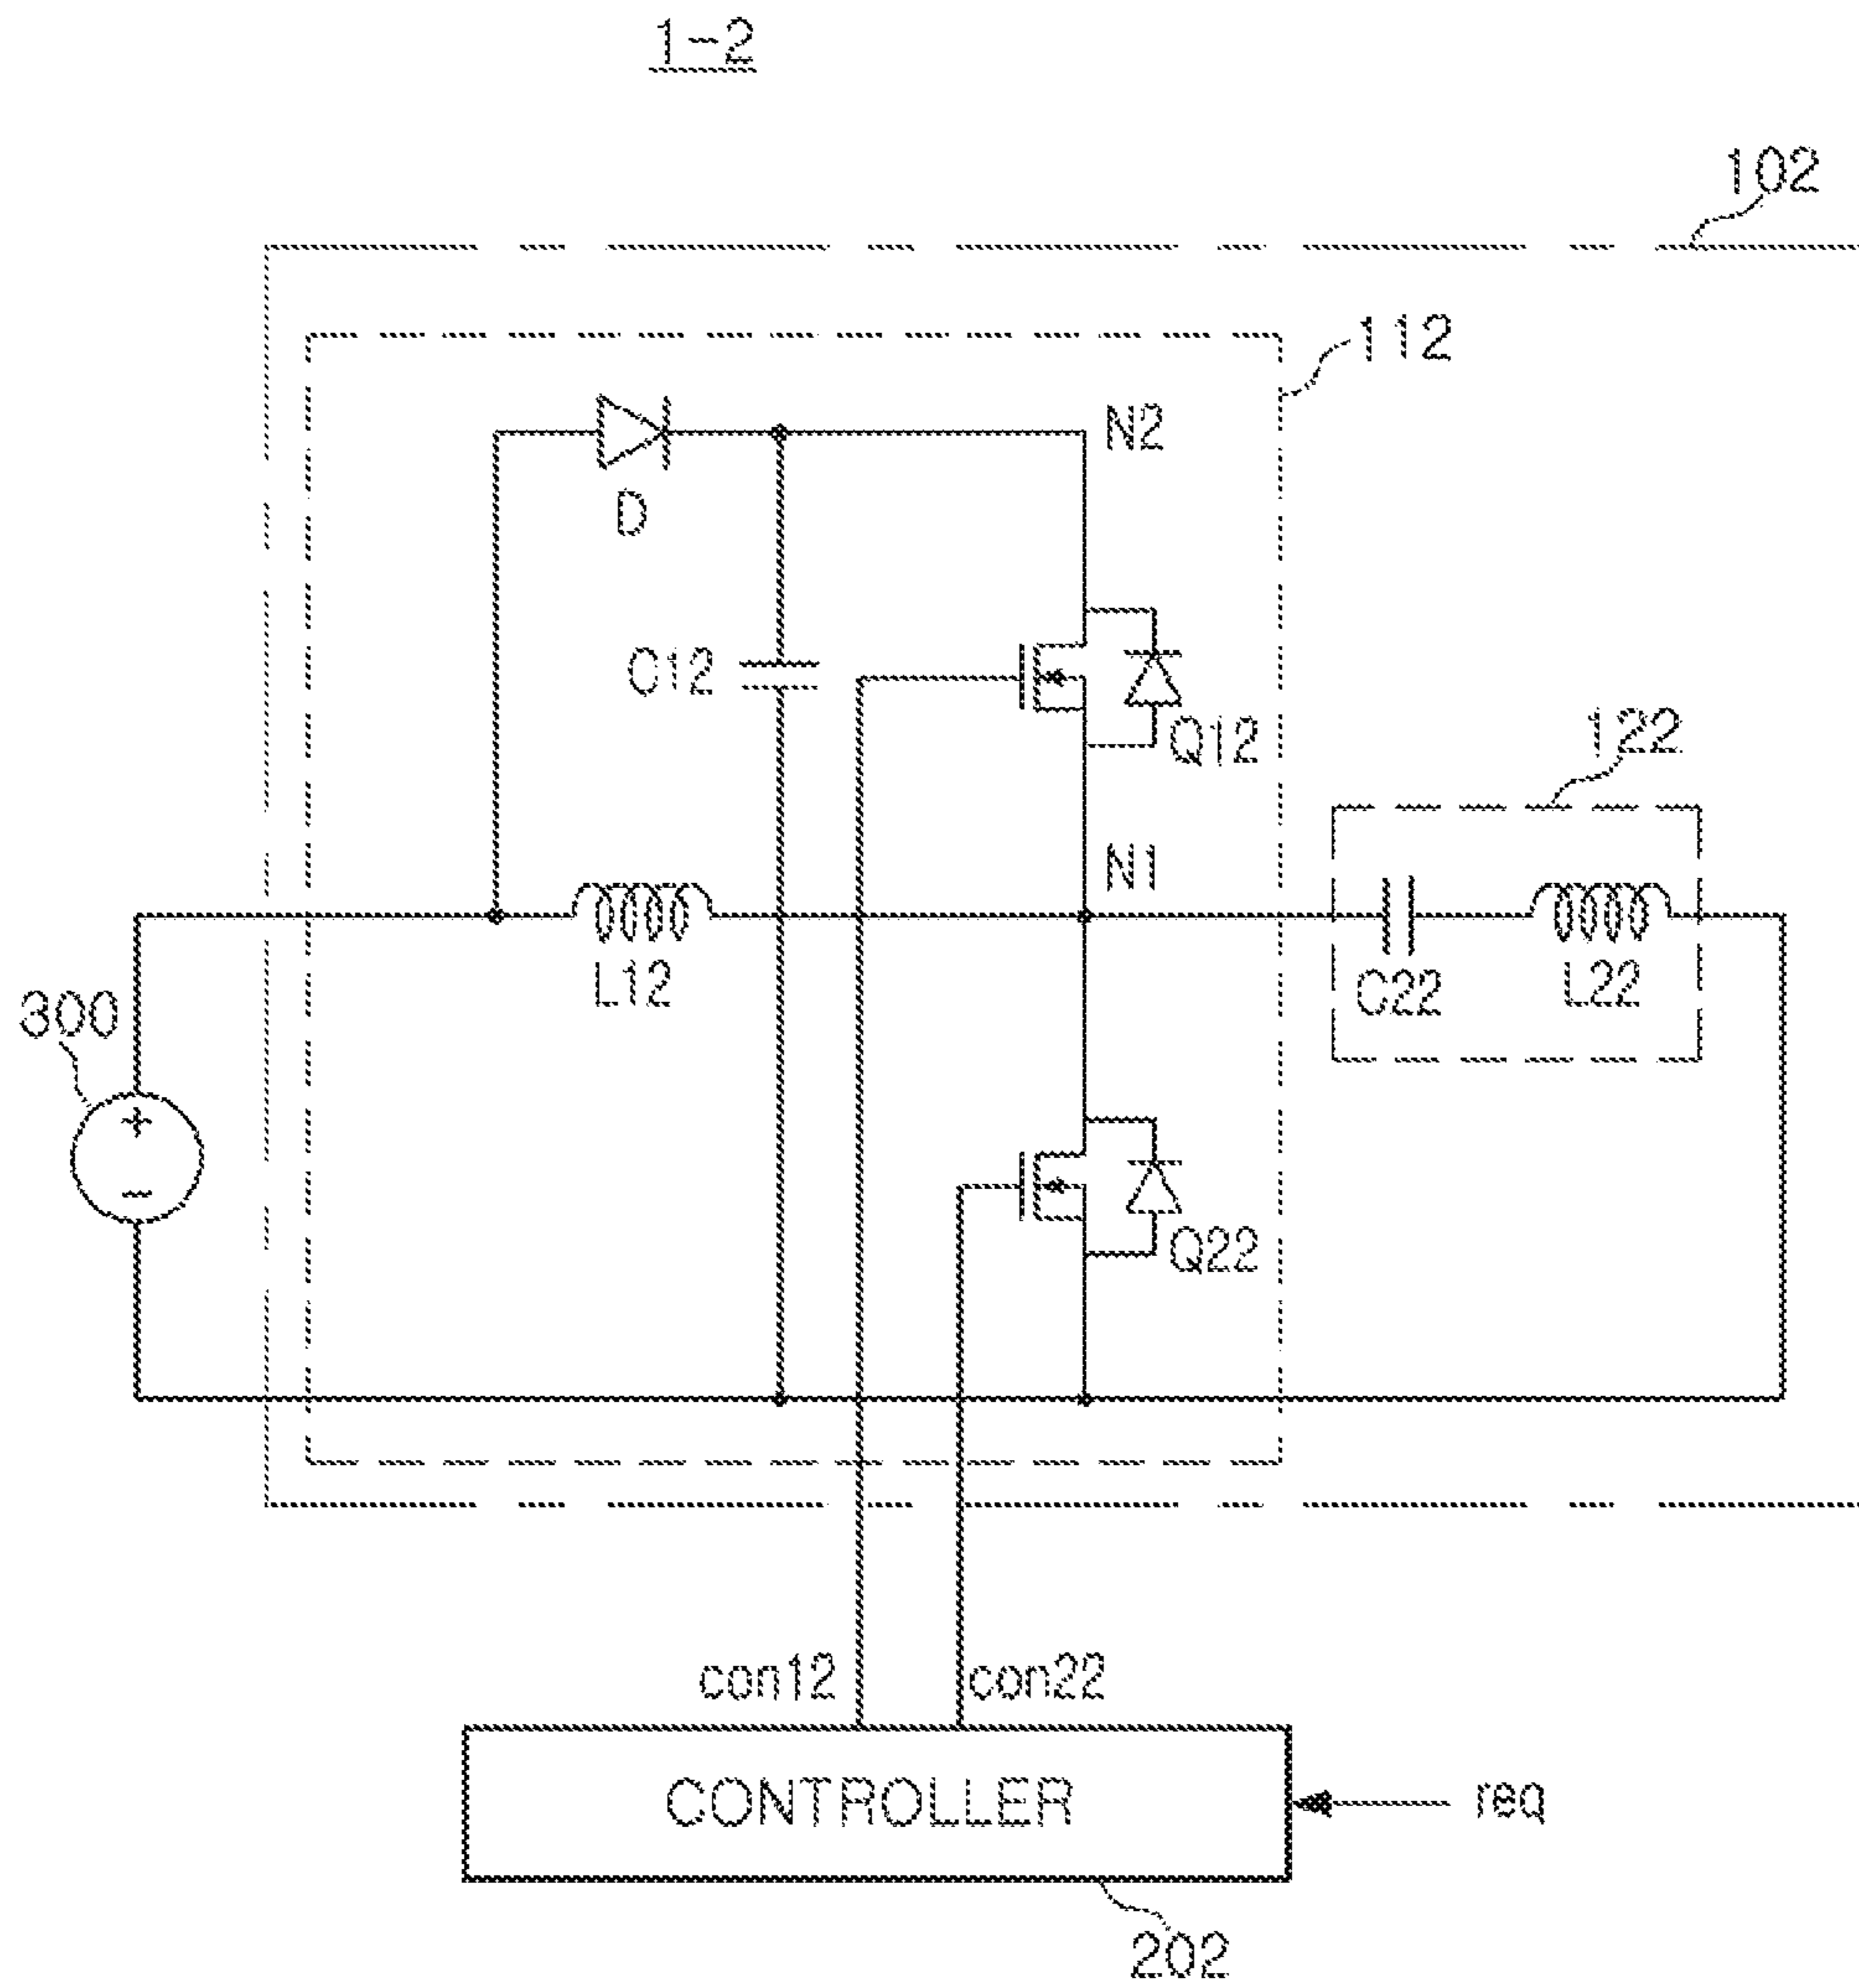 1-2
102
112
N2
D
C12
Q12
122
N1
L12
C22
L22
300
+
−
Q22
con12
con22
CONTROLLER
req
202